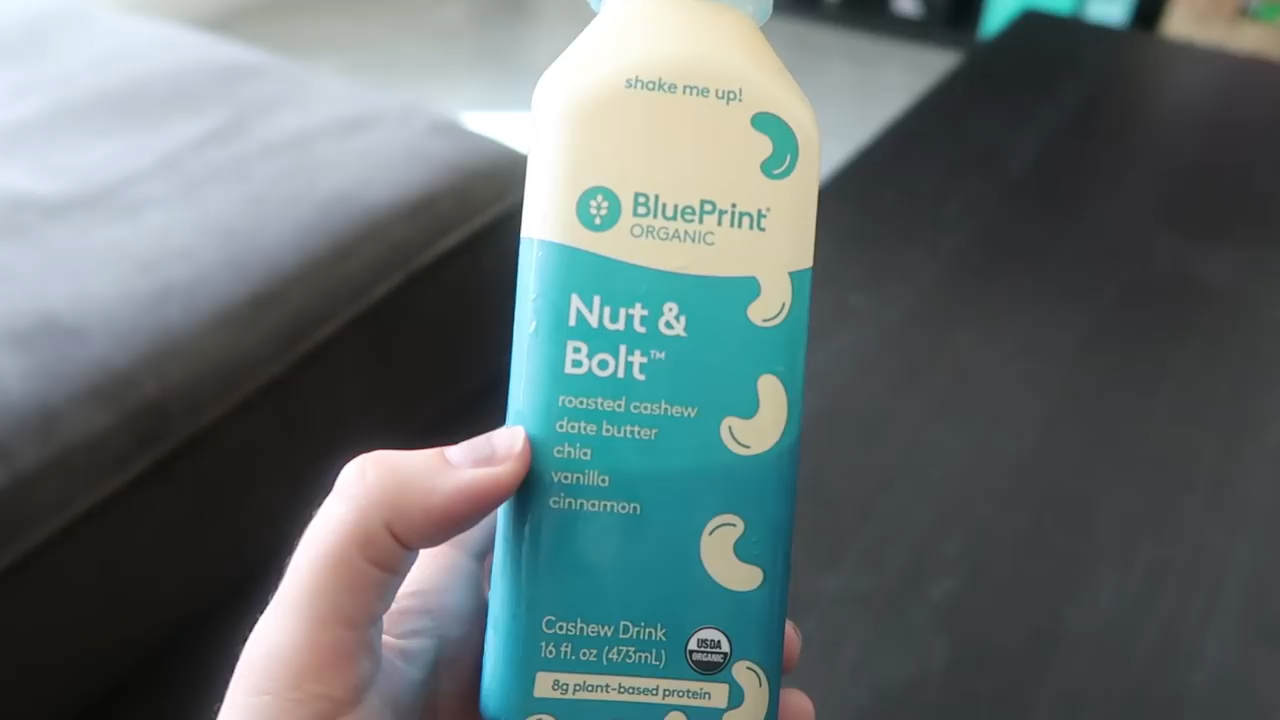 shake me up!
BluePrint®
ORGANIC
Nut &
Bolt™
roasted cashew
date butter
chia
vanilla
cinnamon
Cashew Drink
16 fl. oz (473mL)
USDA
ORGANIC
8g plant-based protein